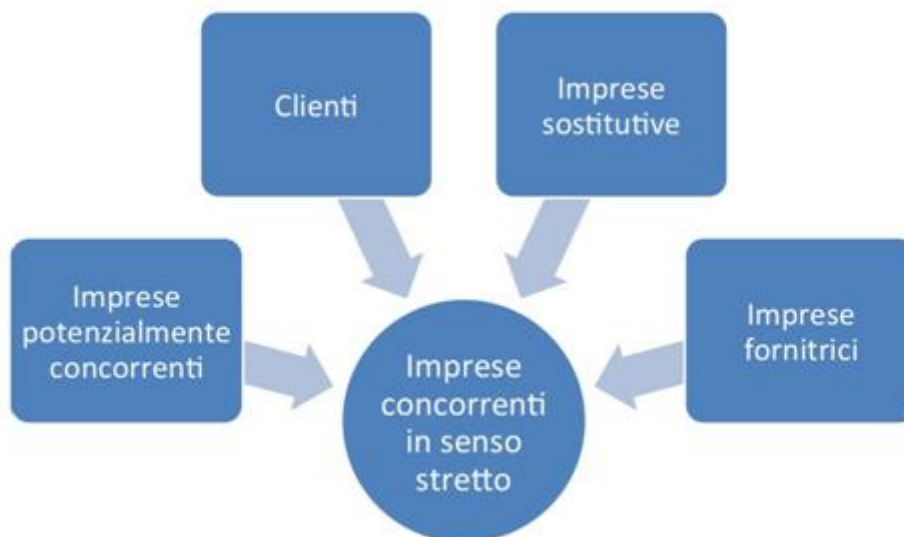 Clienti
Imprese
sostitutive
Imprese
potenzialmente
concorrenti
Imprese
fornitrici
Imprese
concorrenti
in senso
stretto